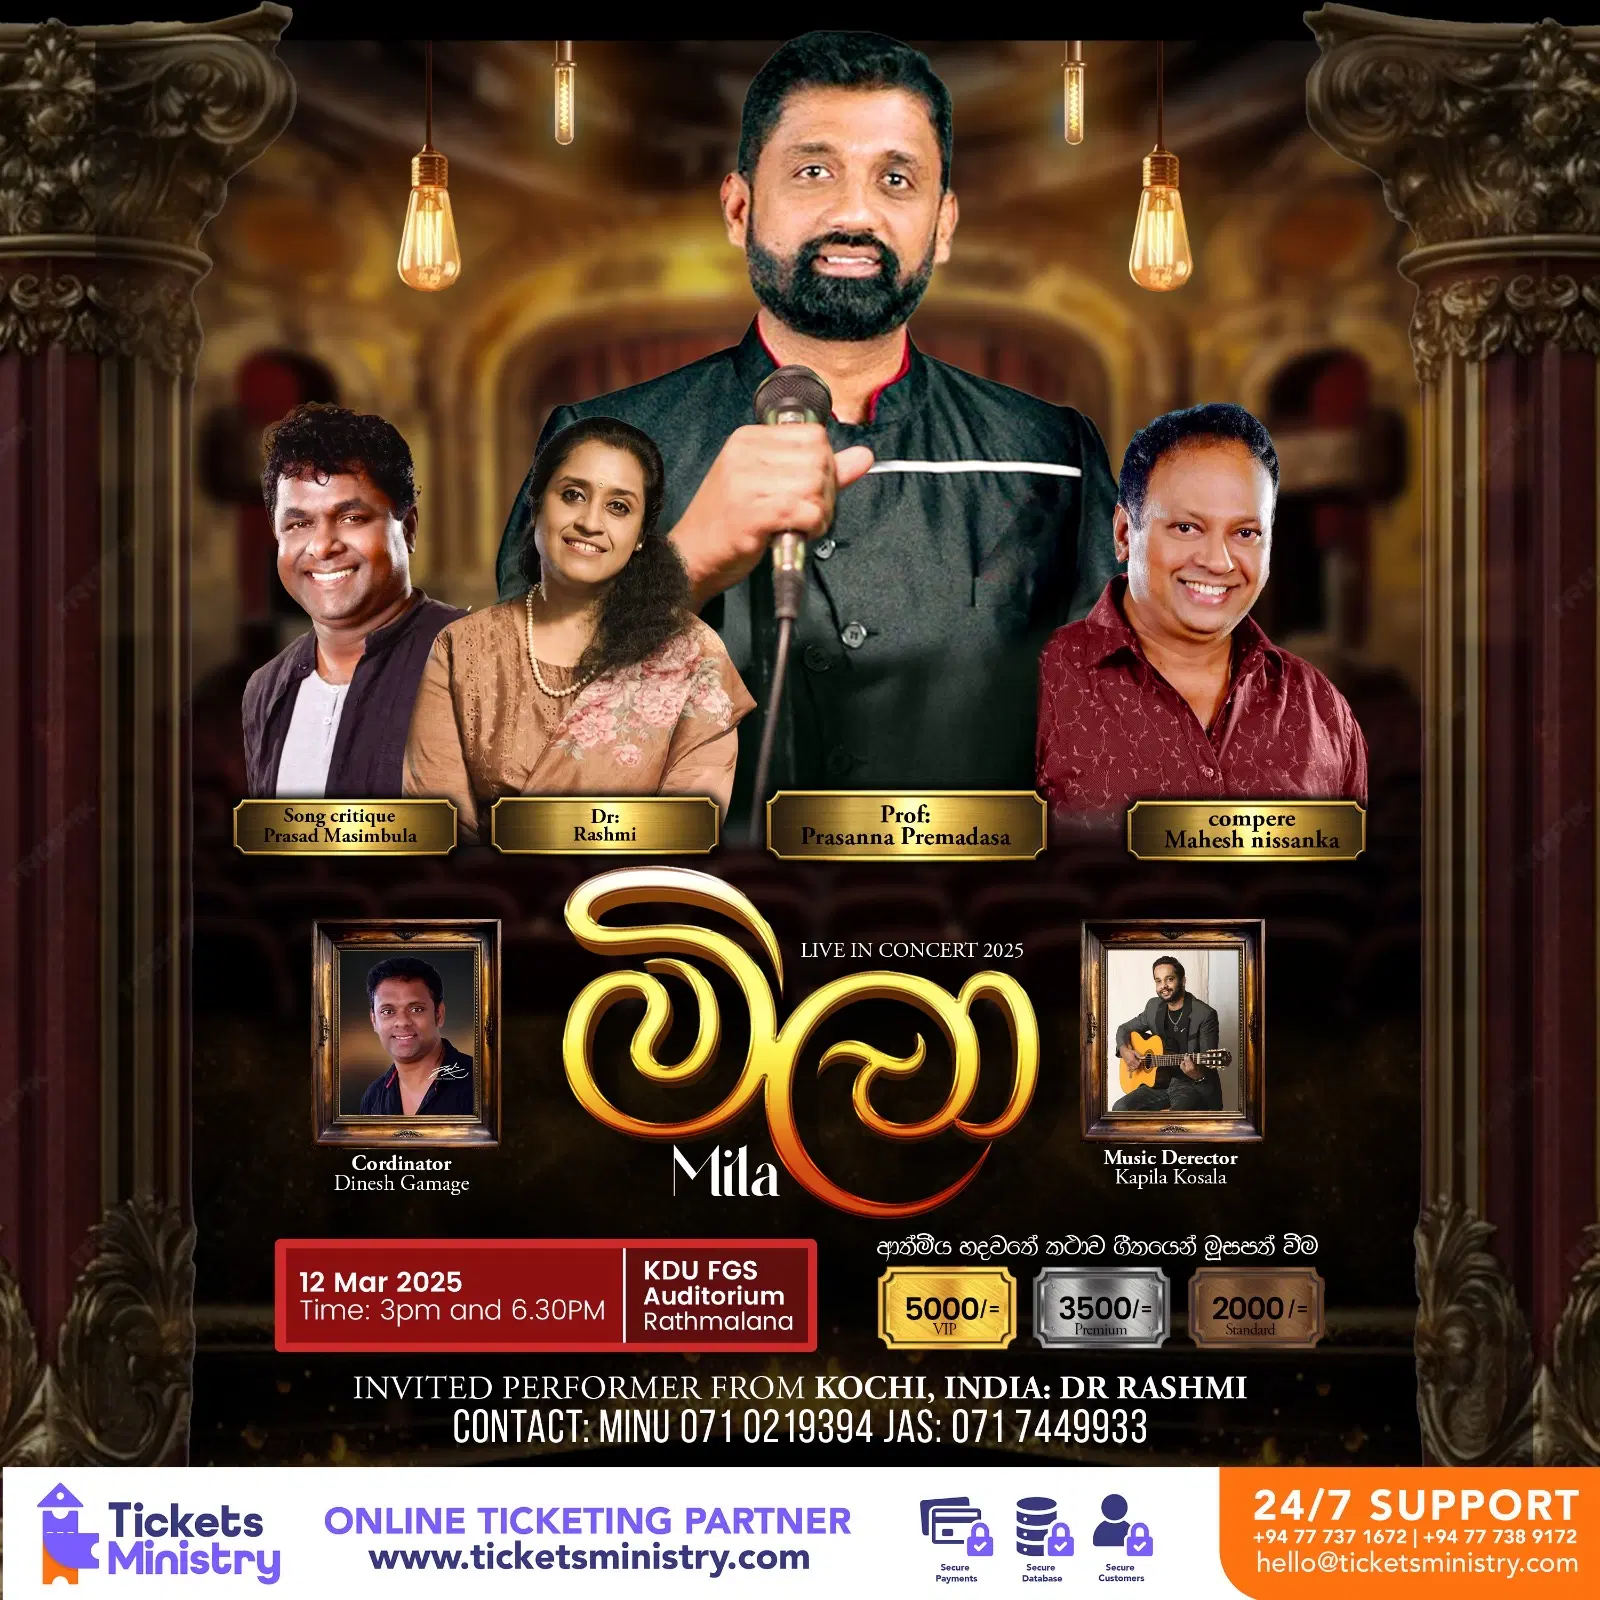 Song critique
Prasad Masimbula
Dr:
Rashmi
Prof:
Prasanna Premadasa
compere
Mahesh nissanka
LIVE IN CONCERT 2025
මිලා
Mila
Cordinator
Dinesh Gamage
Music Derector
Kapila Kosala
12 Mar 2025
Time: 3pm and 6.30PM
KDU FGS
Auditorium
Rathmalana
ආත්මීය හදවතේ කථාව ගීතයෙන් මුසපත් වීම
5000/=
VIP
3500/=
Premium
2000/=
Standard
INVITED PERFORMER FROM KOCHI, INDIA: DR RASHMI
CONTACT: MINU 071 0219394 JAS: 071 7449933
Tickets
Ministry
ONLINE TICKETING PARTNER
www.ticketsministry.com
Secure
Payments
Secure
Database
Secure
Customers
24/7 SUPPORT
+94 77 737 1672 | +94 77 738 9172
hello@ticketsministry.com